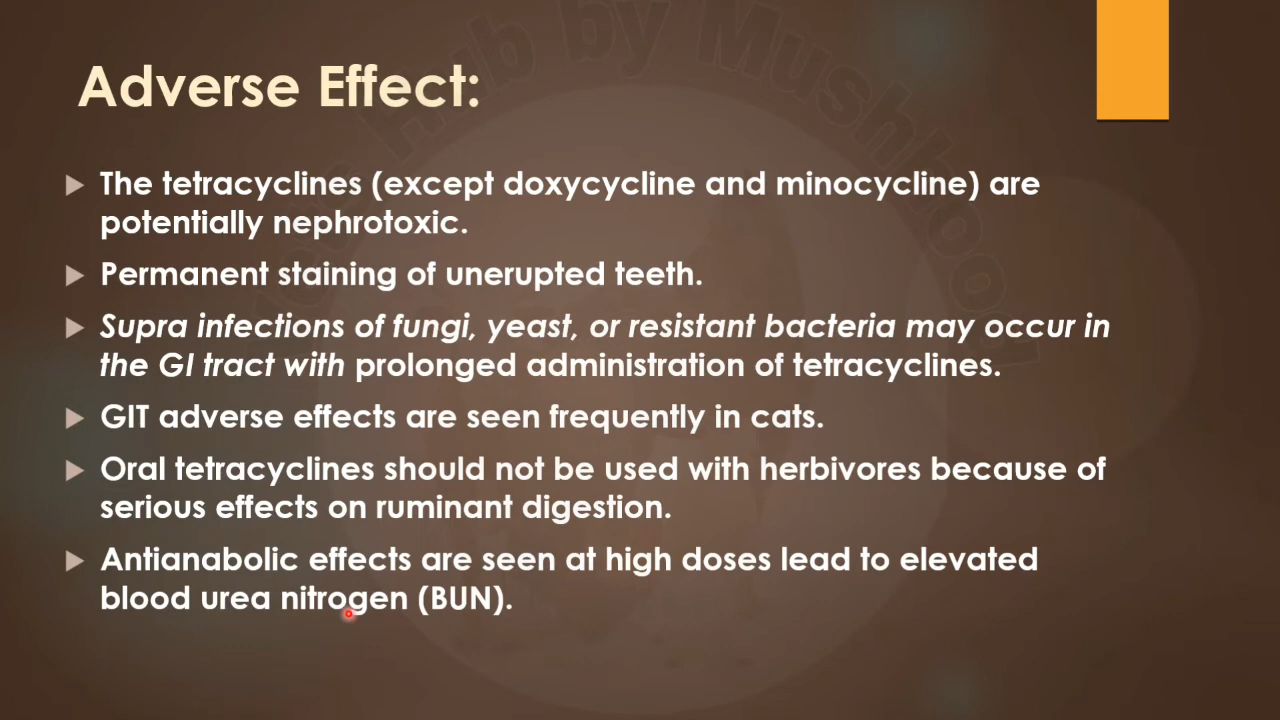 Adverse Effect:
The tetracyclines (except doxycycline and minocycline) are
potentially nephrotoxic.
Permanent staining of unerupted teeth.
Supra infections of fungi, yeast, or resistant bacteria may occur in
the GI tract with prolonged administration of tetracyclines.
GIT adverse effects are seen frequently in cats.
Oral tetracyclines should not be used with herbivores because of
serious effects on ruminant digestion.
Antianabolic effects are seen at high doses lead to elevated
blood urea nitrogen (BUN).